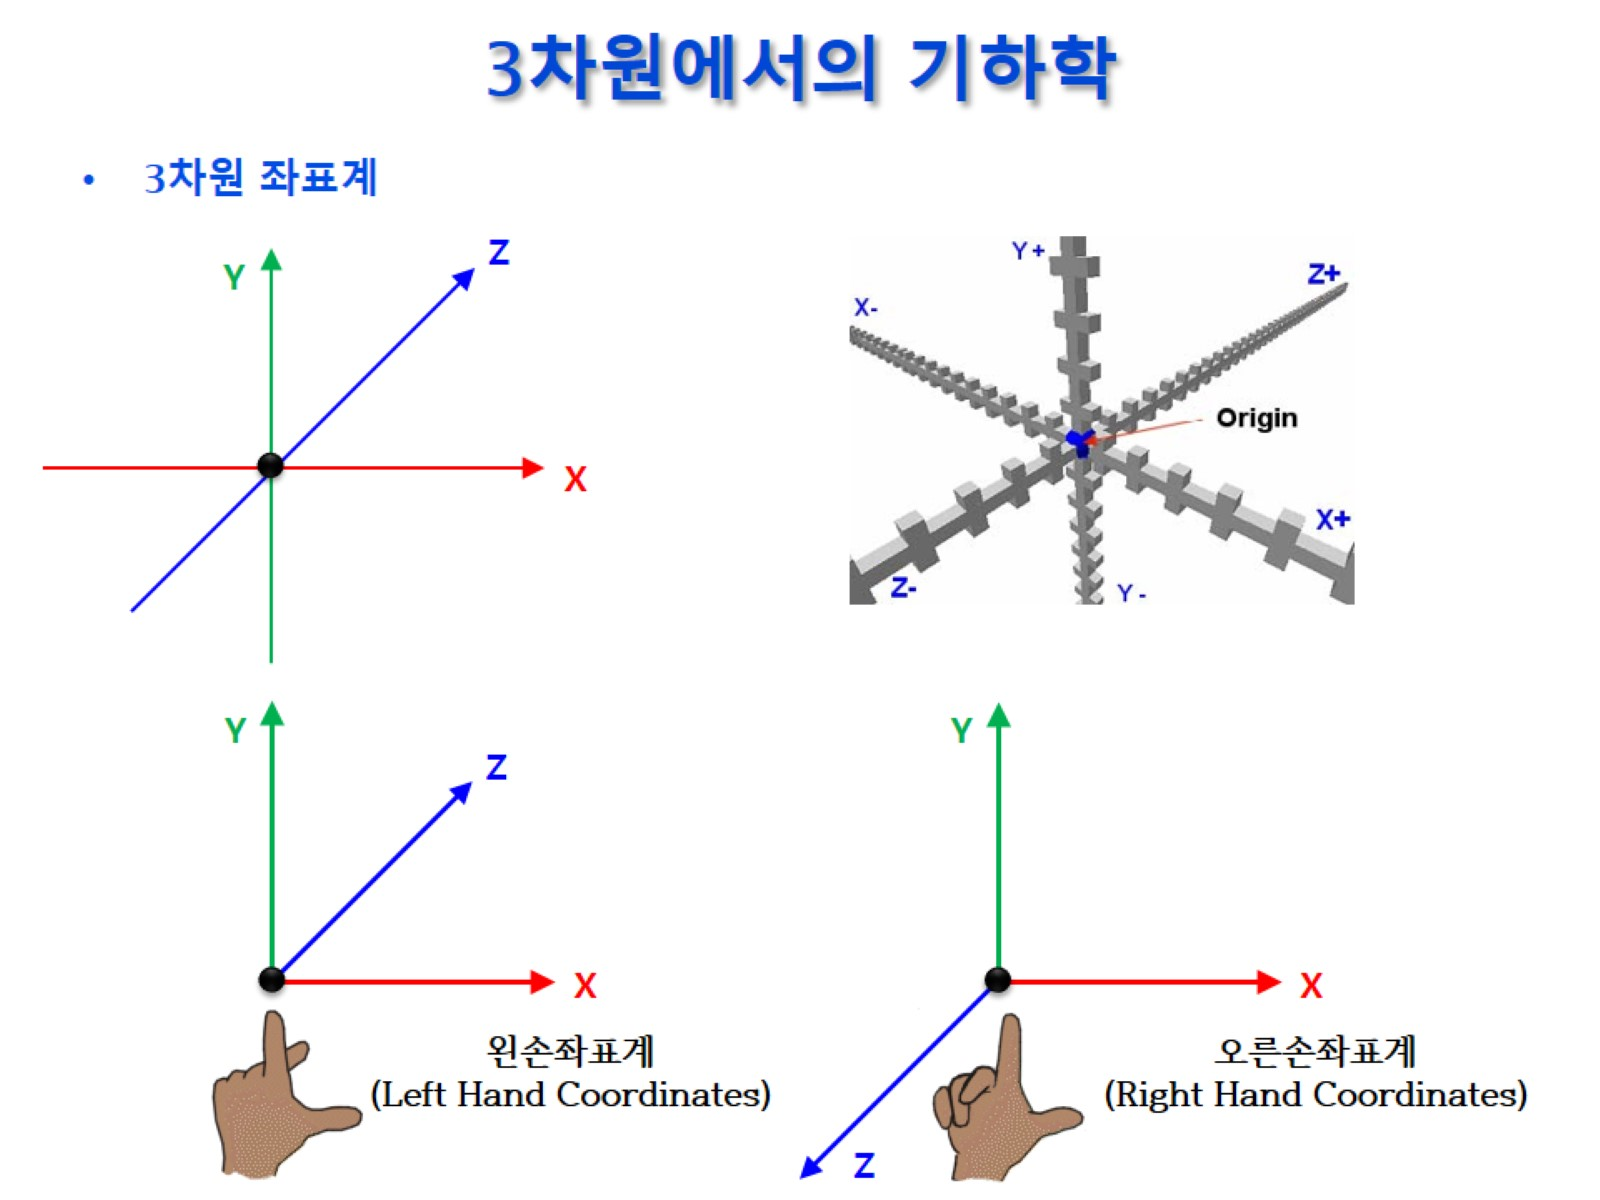 3차원에서의 기하학
• 3차원 좌표계
Y
Z
X
Y +
Z+
X-
Origin
X+
Z-
Y -
Y
Z
X
왼손좌표계
(Left Hand Coordinates)
Y
X
오른손좌표계
(Right Hand Coordinates)
Z